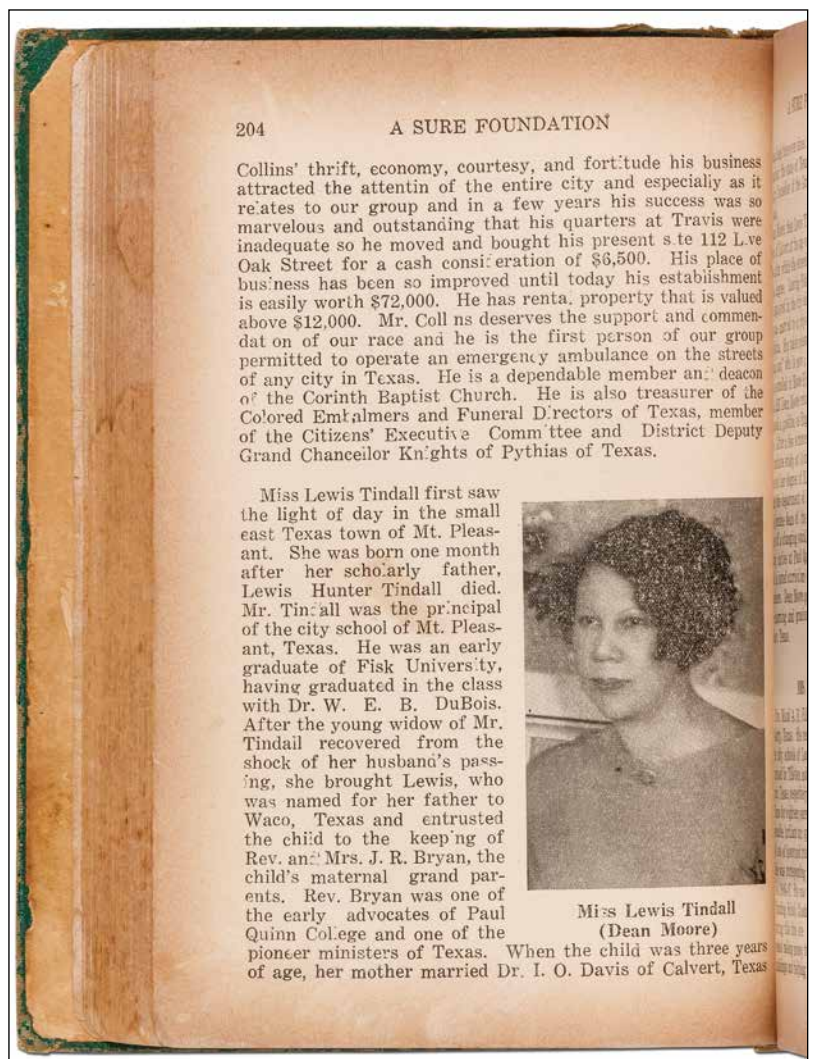 204 A SURE FOUNDATION
Collins' thrift, economy, courtesy, and fortitude his business
attracted the attentin of the entire city and especially as it
relates to our group and in a few years his success was so
marvelous and outstanding that his quarters at Travis were
inadequate so he moved and bought his present site 112 Live
Oak Street for a cash consideration of $6,500. His place of
business has been so improved until today his establishment
is easily worth $72,000. He has rental property that is valued
above $12,000. Mr. Collins deserves the support and commen-
dation of our race and he is the first person of our group
permitted to operate an emergency ambulance on the streets
of any city in Texas. He is a dependable member and deacon
of the Corinth Baptist Church. He is also treasurer of the
Colored Embalmers and Funeral Directors of Texas, member
of the Citizens' Executive Committee and District Deputy
Grand Chancellor Knights of Pythias of Texas.
Miss Lewis Tindall first saw
the light of day in the small
east Texas town of Mt. Pleas-
ant. She was born one month
after her scholarly father,
Lewis Hunter Tindall died.
Mr. Tindall was the principal
of the city school of Mt. Pleas-
ant, Texas. He was an early
graduate of Fisk University,
having graduated in the class
with Dr. W. E. B. DuBois.
After the young widow of Mr.
Tindall recovered from the
shock of her husband's pass-
ing, she brought Lewis, who
was named for her father to
Waco, Texas and entrusted
the child to the keeping of
Rev. and Mrs. J. R. Bryan, the
child's maternal grand par-
ents. Rev. Bryan was one of
the early advocates of Paul
Quinn College and one of the
pioneer ministers of Texas. When the child was three years
of age, her mother married Dr. I. O. Davis of Calvert, Texas
Miss Lewis Tindall
(Dean Moore)